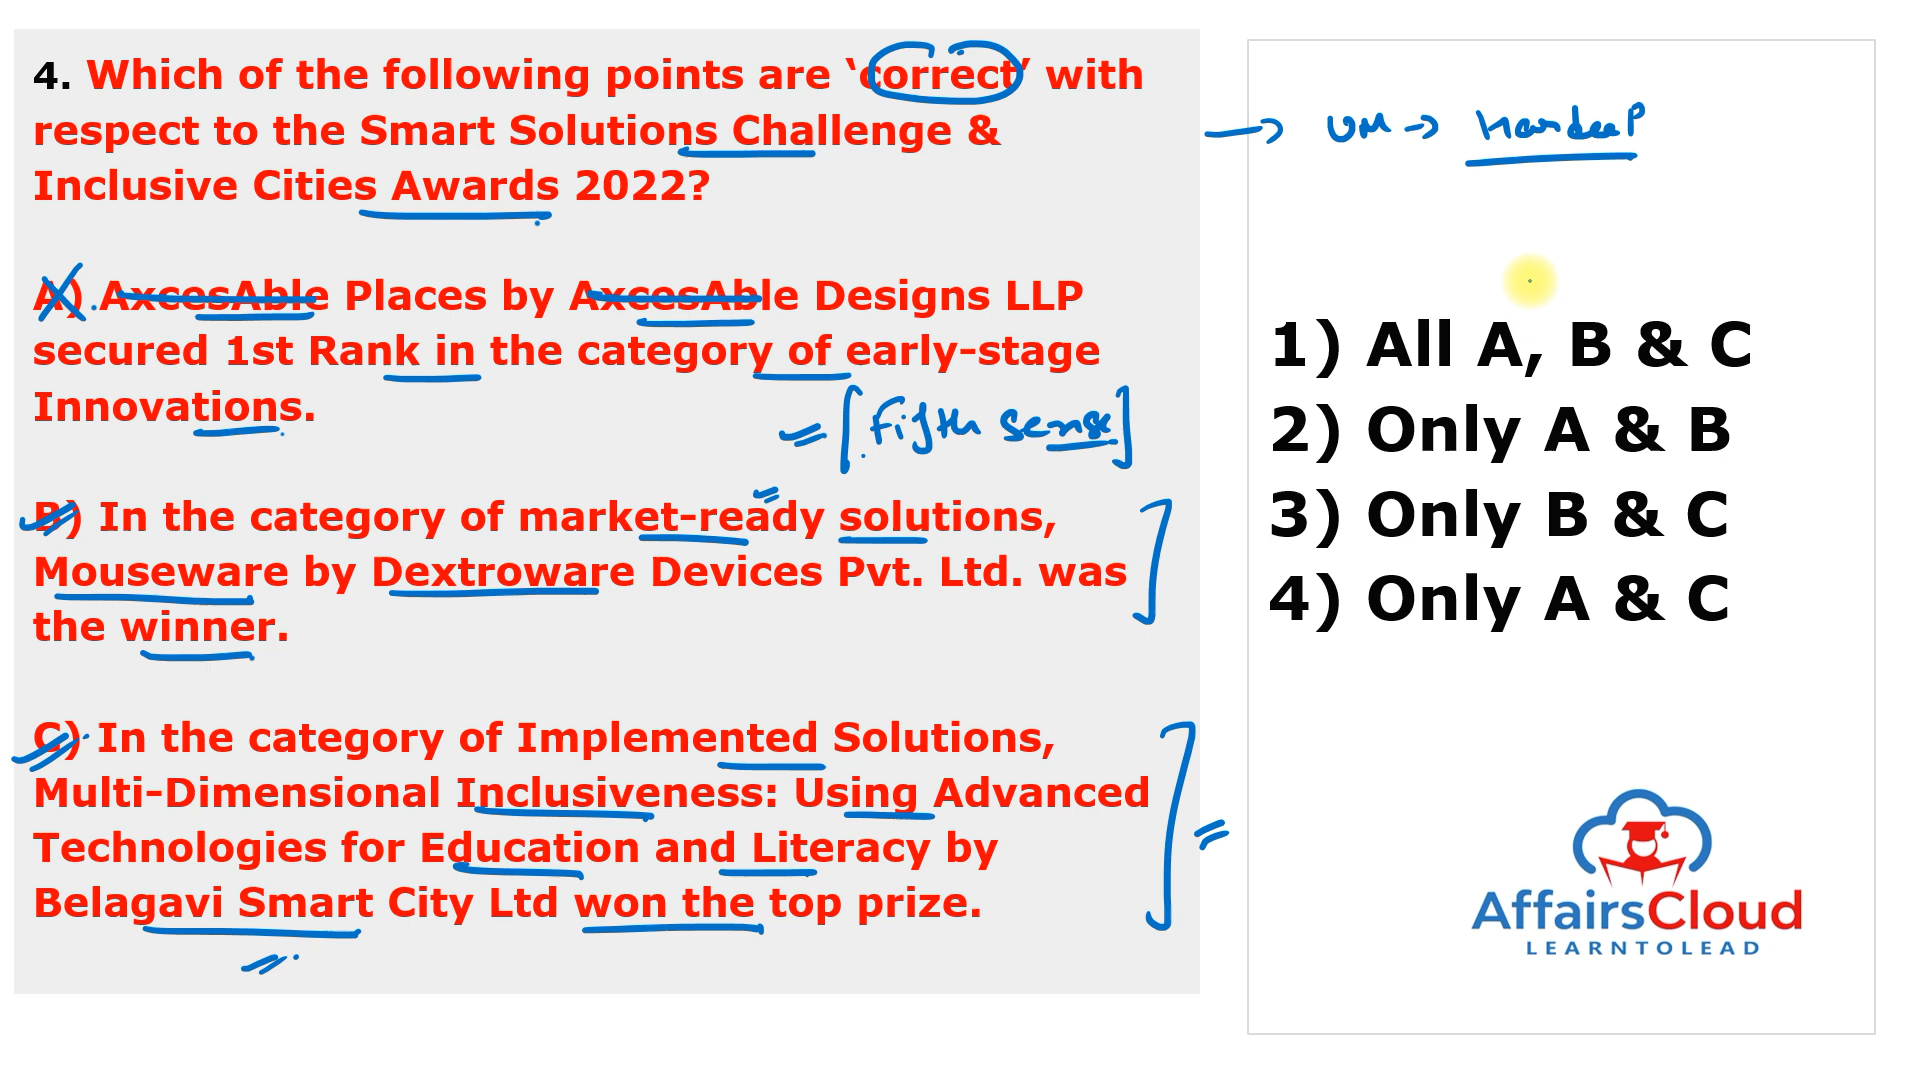 4. Which of the following points are ‘correct’ with
respect to the Smart Solutions Challenge &
Inclusive Cities Awards 2022?
A) AxcesAble Places by AxcesAble Designs LLP
secured 1st Rank in the category of early-stage
Innovations.
[Fifth Sense]
B) In the category of market-ready solutions,
Mouseware by Dextroware Devices Pvt. Ltd. was
the winner.
C) In the category of Implemented Solutions,
Multi-Dimensional Inclusiveness: Using Advanced
Technologies for Education and Literacy by
Belagavi Smart City Ltd won the top prize.
→ UM → Hardeep
1) All A, B & C
2) Only A & B
3) Only B & C
4) Only A & C
AffairsCloud
LEARNTOLEAD